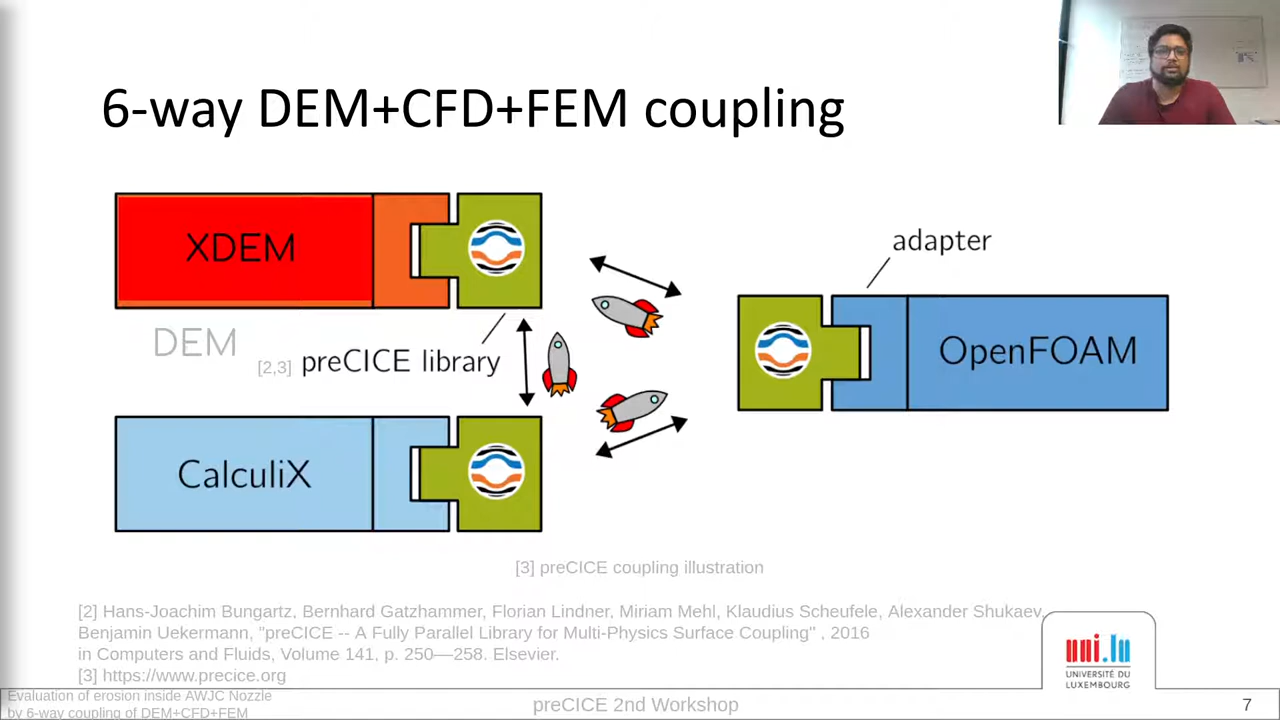 6-way DEM+CFD+FEM coupling
XDEM
adapter
DEM
[2,3] preCICE library
OpenFOAM
CalculiX
[3] preCICE coupling illustration
[2] Hans-Joachim Bungartz, Bernhard Gatzhammer, Florian Lindner, Miriam Mehl, Klaudius Scheufele, Alexander Shukaev,
Benjamin Uekermann, "preCICE -- A Fully Parallel Library for Multi-Physics Surface Coupling" , 2016
in Computers and Fluids, Volume 141, p. 250––258. Elsevier.
[3] https://www.precice.org
uni.lu
UNIVERSITÉ DU
LUXEMBOURG
Evaluation of erosion inside AWJC Nozzle
by 6-way coupling of DEM+CFD+FEM
preCICE 2nd Workshop
7